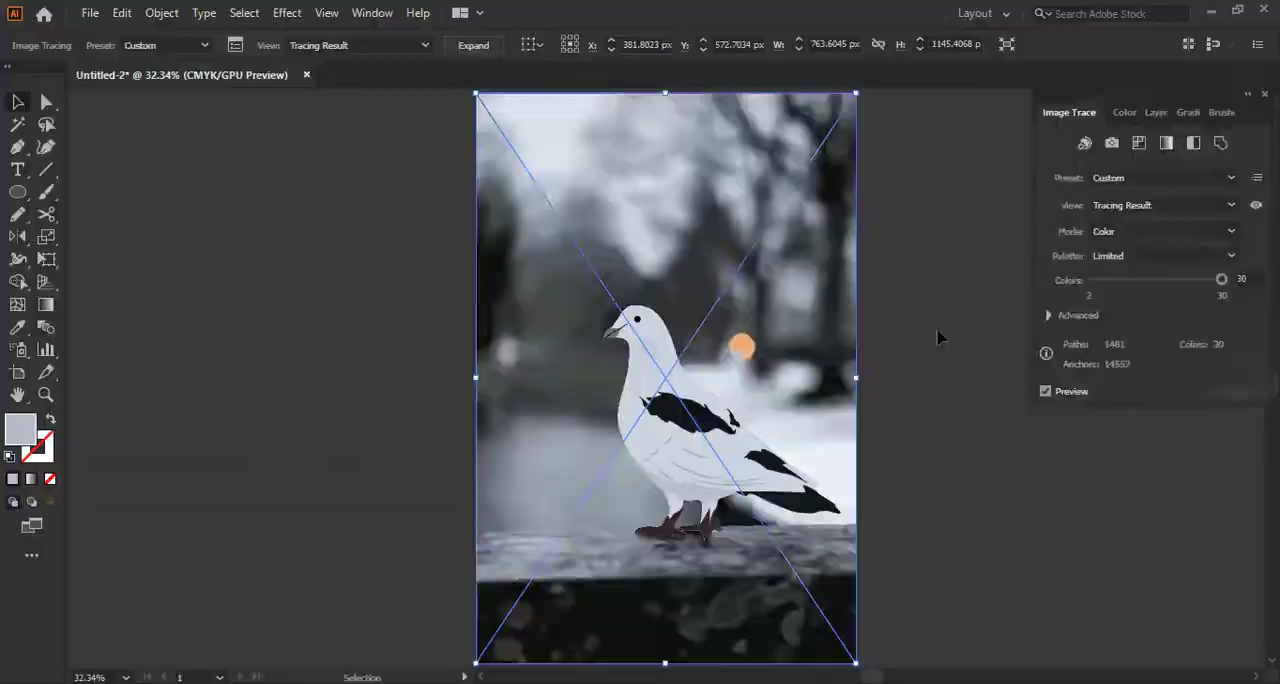 Ai File Edit Object Type Select Effect View Window Help Layout Search Adobe Stock
Image Tracing Preset: Custom View: Tracing Result Expand X: 381.8023 px Y: 572.7034 px W: 763.6045 px H: 1145.4068 p
Untitled-2* @ 32.34% (CMYK/GPU Preview)
Image Trace Color Layer Gradi Brush
Preset: Custom
View: Tracing Result
Mode: Color
Palette: Limited
Colors: 30
2 30
Advanced
Paths: 1481 Colors: 30
Anchors: 14557
Preview
32.34% 1 Selection